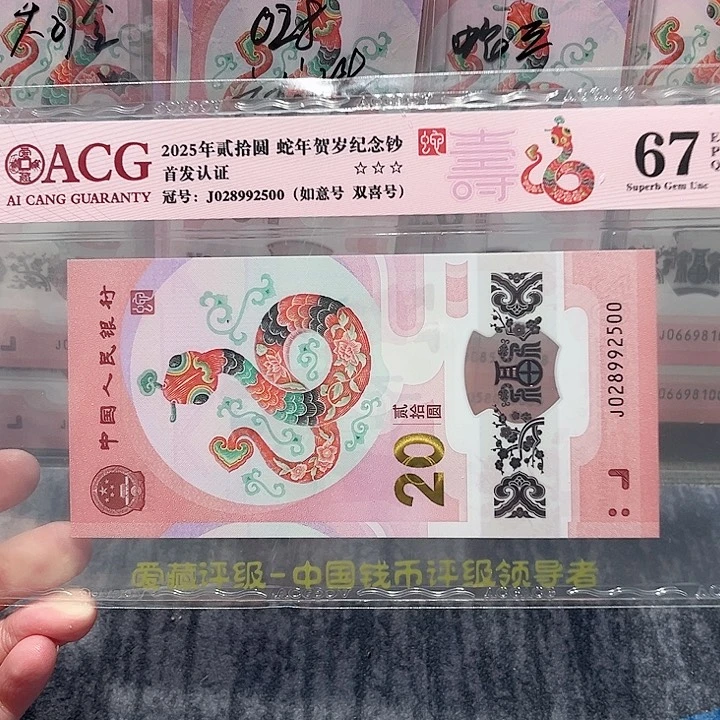 028
ACG
AI CANG GUARANTY
2025年贰拾圆 蛇年贺岁纪念钞
首发认证 ☆☆☆
冠号：J028992500（如意号 双喜号）
壽
67
Superb Gem Unc
E
P
Q
中国人民银行
贰拾圆
20
J028992500
J0669810
J0669810
爱藏评级-中国钱币评级领导者